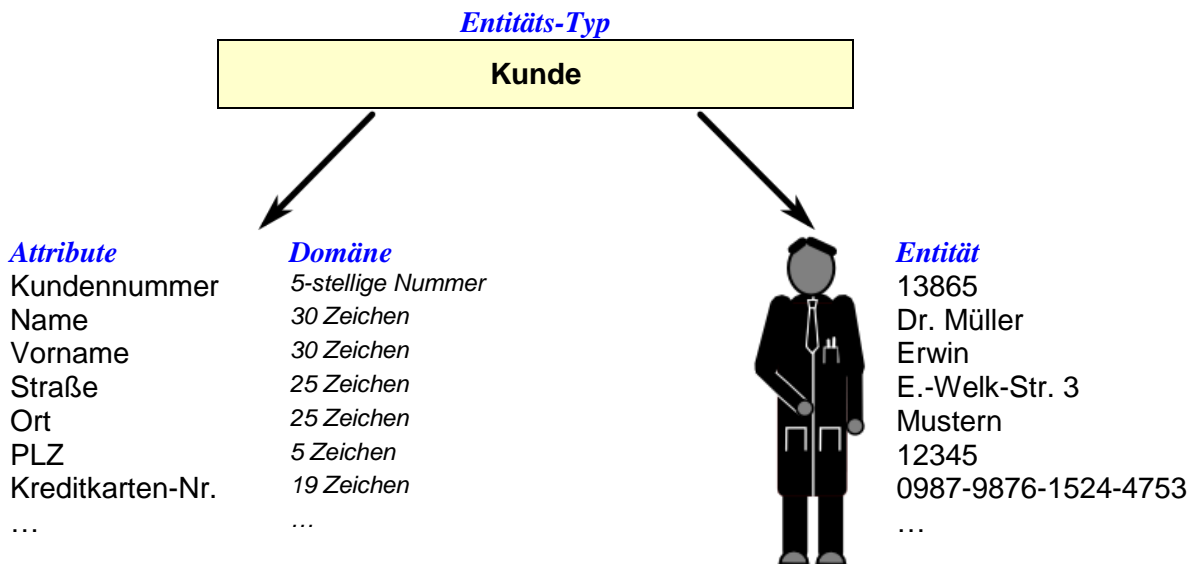 Entitäts-Typ
Kunde
Attribute Domäne Entität
Kundennummer 5-stellige Nummer 13865
Name 30 Zeichen Dr. Müller
Vorname 30 Zeichen Erwin
Straße 25 Zeichen E.-Welk-Str. 3
Ort 25 Zeichen Mustern
PLZ 5 Zeichen 12345
Kreditkarten-Nr. 19 Zeichen 0987-9876-1524-4753
… … …